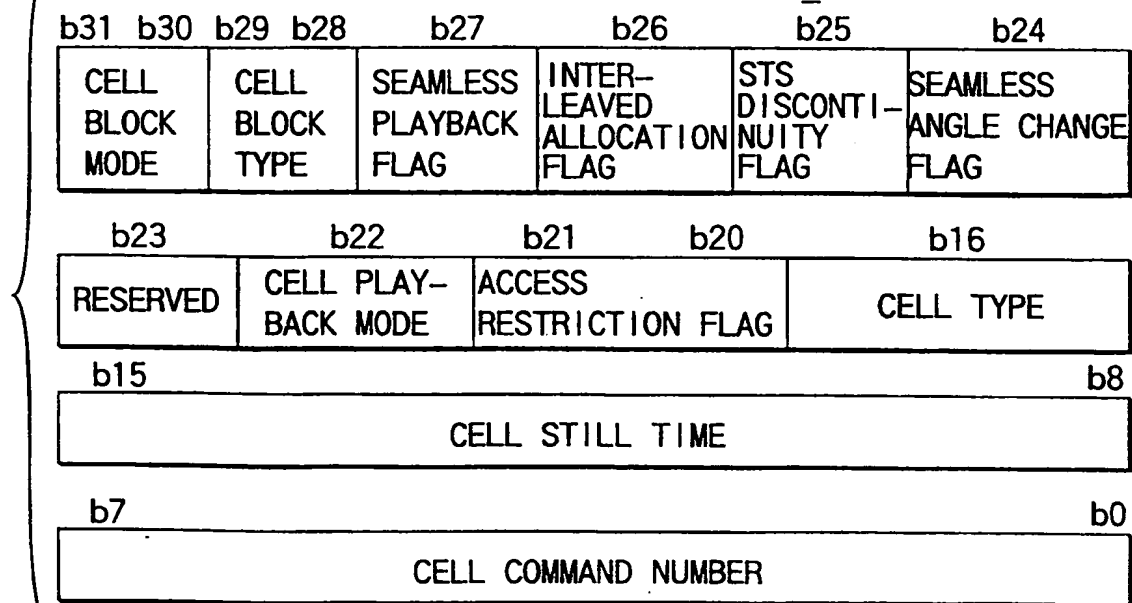 b31 b30 b29 b28 b27 b26 b25 b24
CELL BLOCK MODE
CELL BLOCK TYPE
SEAMLESS PLAYBACK FLAG
INTER-LEAVED ALLOCATION FLAG
STS DISCONTI-NUITY FLAG
SEAMLESS ANGLE CHANGE FLAG
b23 b22 b21 b20 b16
RESERVED
CELL PLAY-BACK MODE
ACCESS RESTRICTION FLAG
CELL TYPE
b15 b8
CELL STILL TIME
b7 b0
CELL COMMAND NUMBER